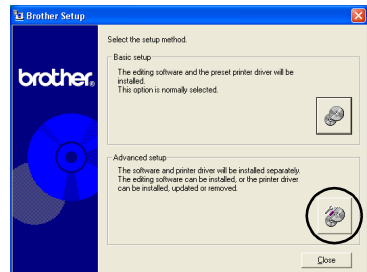 Brother Setup
Select the setup method.
Basic setup
The editing software and the preset printer driver will be
installed.
This option is normally selected.
brother®
Advanced setup
The software and printer driver will be installed separately.
The editing software can be installed, or the printer driver
can be installed, updated or removed.
Close